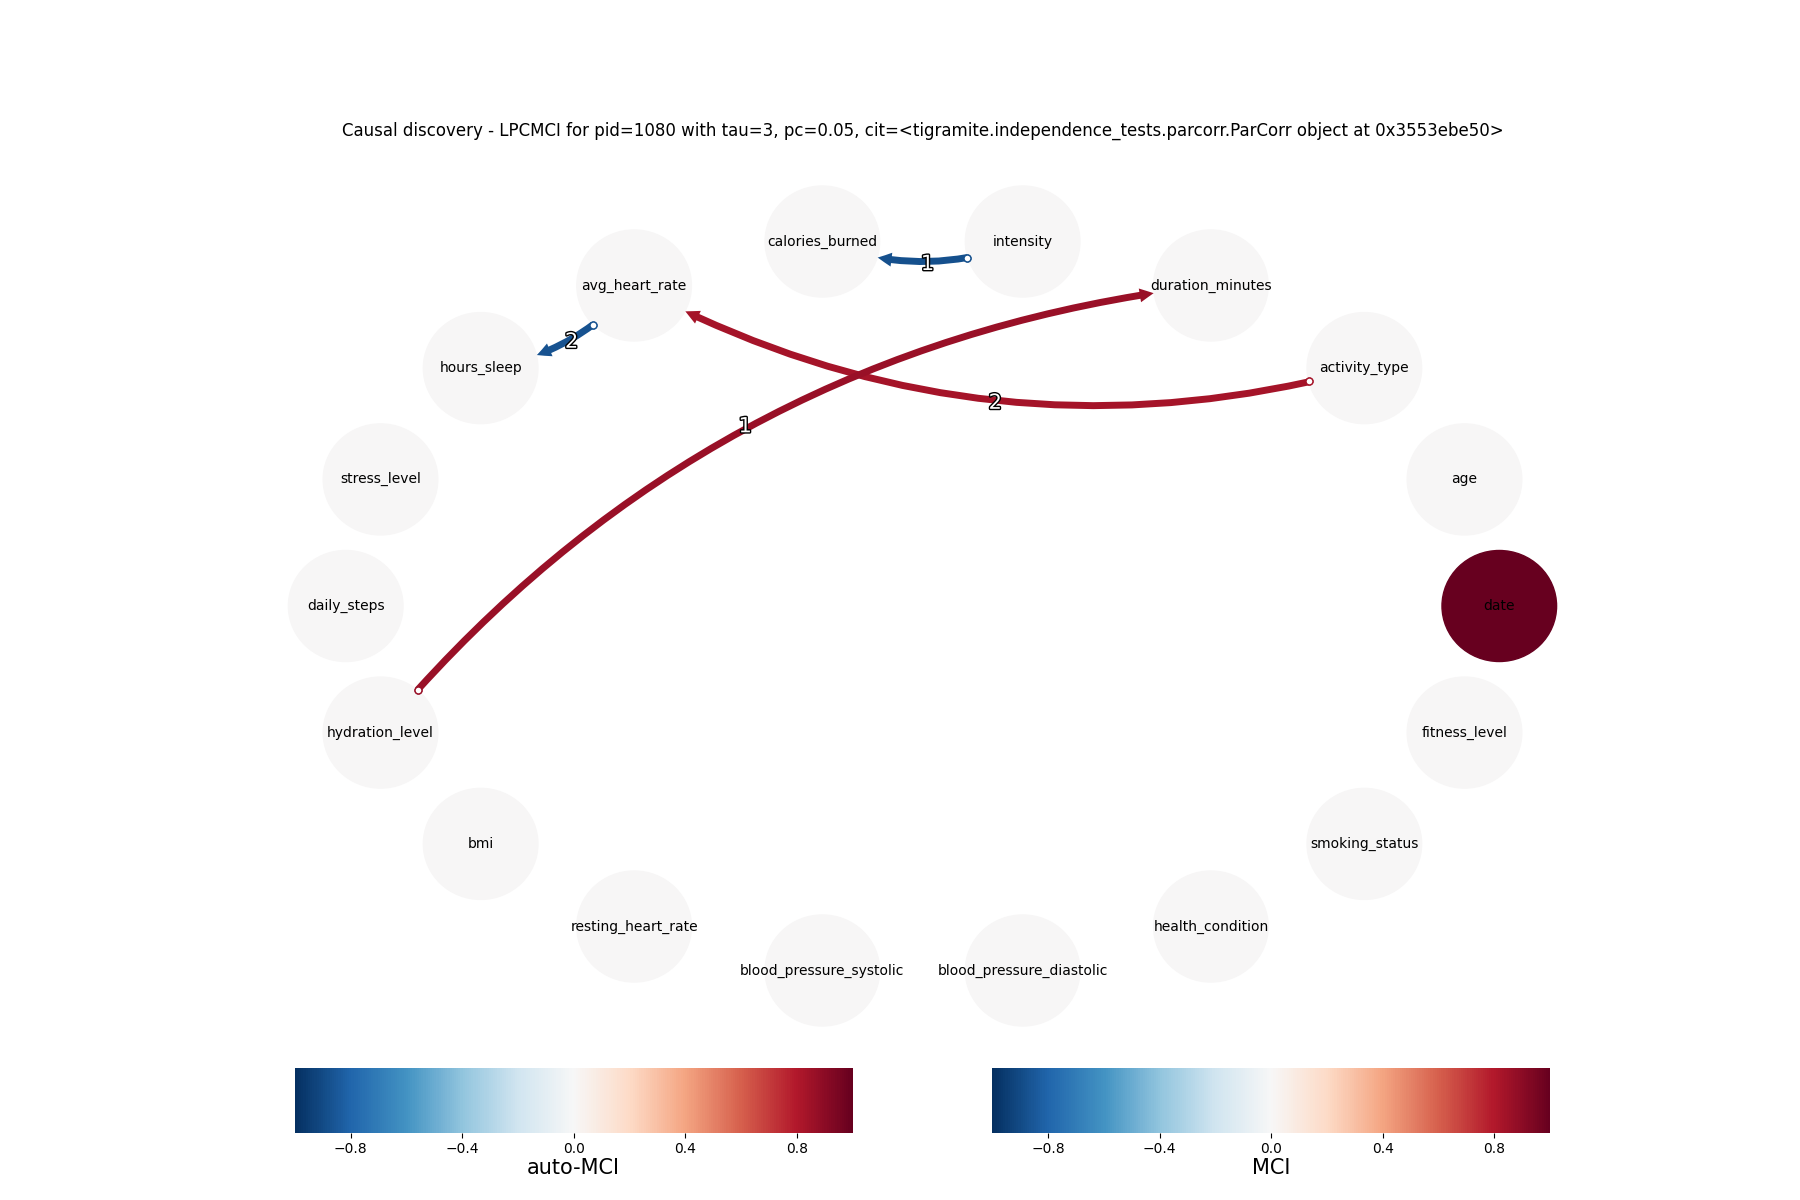 Causal discovery - LPCMCI for pid=1080 with tau=3, pc=0.05, cit=<tigramite.independence_tests.parcorr.ParCorr object at 0x3553ebe50>
calories_burned
intensity
1
avg_heart_rate
duration_minutes
2
hours_sleep
activity_type
2
1
stress_level
age
daily_steps
date
hydration_level
fitness_level
bmi
smoking_status
resting_heart_rate
health_condition
blood_pressure_systolic
blood_pressure_diastolic
−0.8 −0.4 0.0 0.4 0.8
auto-MCI
−0.8 −0.4 0.0 0.4 0.8
MCI